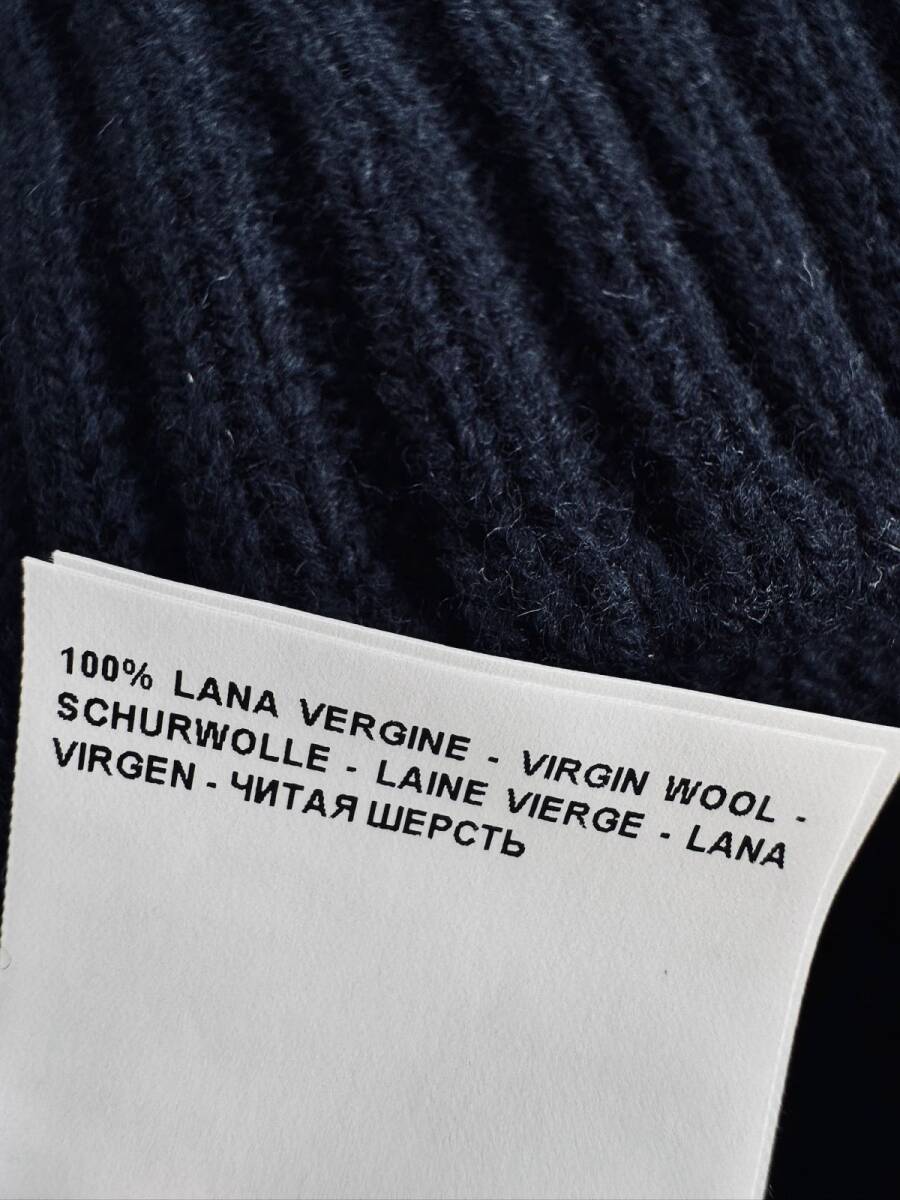 100% LANA VERGINE - VIRGIN WOOL -
SCHURWOLLE - LAINE VIERGE - LANA
VIRGEN - ЧИТАЯ ШЕРСТЬ